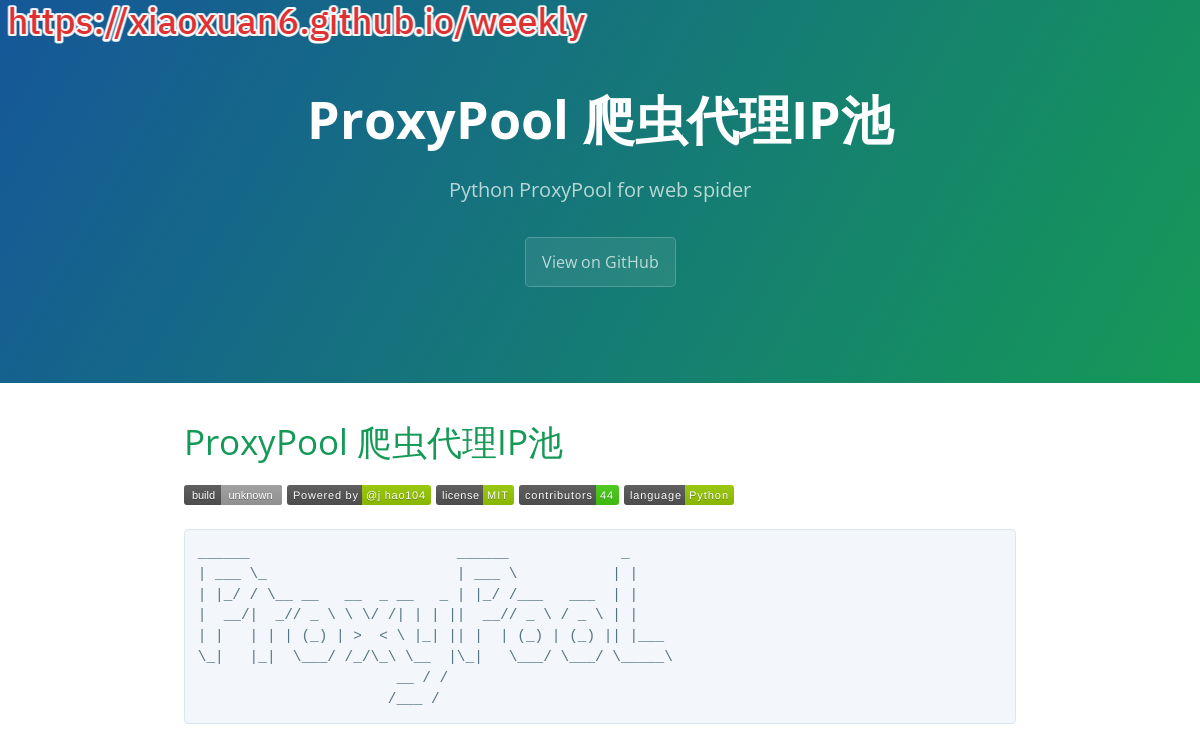 https://xiaoxuan6.github.io/weekly
ProxyPool 爬虫代理IP池
Python ProxyPool for web spider
View on GitHub
ProxyPool 爬虫代理IP池
build unknown Powered by @j hao104 license MIT contributors 44 language Python
______                        ______             _
| ___ \_                      | ___ \           | |
| |_/ / \__ __   __  _ __   _ | |_/ /___   ___  | |
|  __/|  _// _ \ \ \/ /| | | ||  __// _ \ / _ \ | |
| |   | | | (_) | >  < \ |_| || |  | (_) | (_) || |___
\_|   |_|  \___/ /_/\_\ \__  |\_|   \___/ \___/ \_____\
                       __ / /
                      /___ /